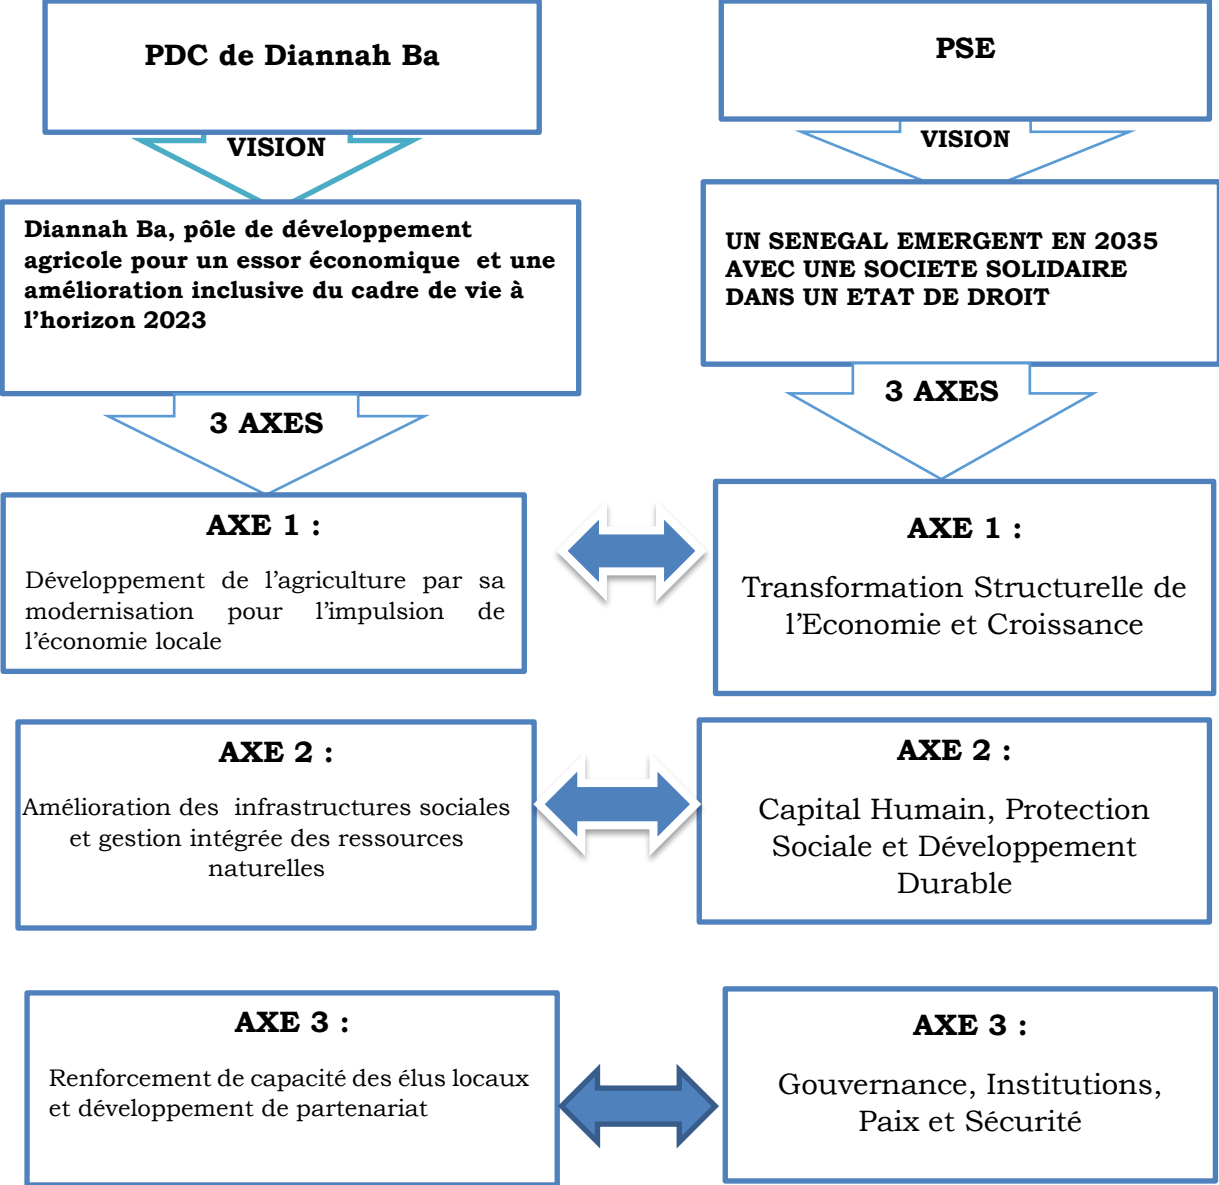 PDC de Diannah Ba
PSE
VISION
VISION
Diannah Ba, pôle de développement
agricole pour un essor économique et une
amélioration inclusive du cadre de vie à
l’horizon 2023
UN SENEGAL EMERGENT EN 2035
AVEC UNE SOCIETE SOLIDAIRE
DANS UN ETAT DE DROIT
3 AXES
3 AXES
AXE 1 :
Développement de l’agriculture par sa
modernisation pour l’impulsion de
l’économie locale
AXE 1 :
Transformation Structurelle de
l’Economie et Croissance
AXE 2 :
Amélioration des infrastructures sociales
et gestion intégrée des ressources
naturelles
AXE 2 :
Capital Humain, Protection
Sociale et Développement
Durable
AXE 3 :
Renforcement de capacité des élus locaux
et développement de partenariat
AXE 3 :
Gouvernance, Institutions,
Paix et Sécurité